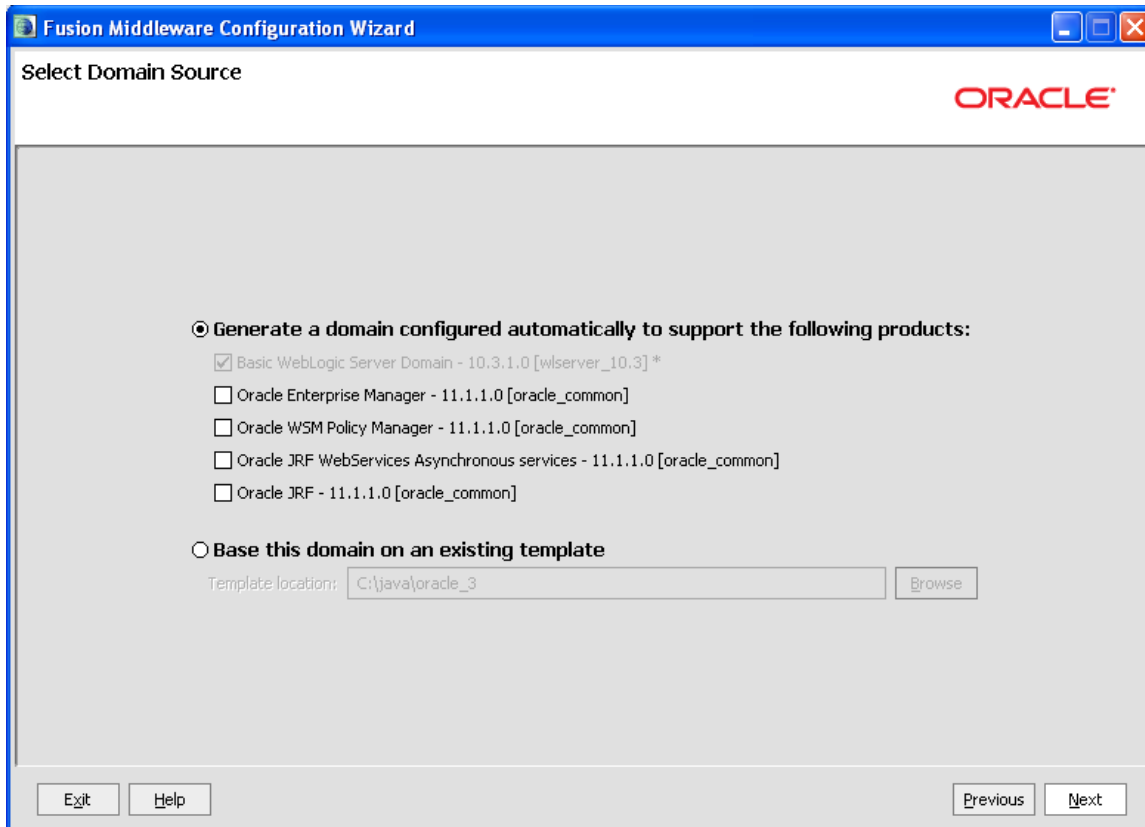 Fusion Middleware Configuration Wizard
Select Domain Source
ORACLE
Generate a domain configured automatically to support the following products:
Basic WebLogic Server Domain - 10.3.1.0 [wlserver_10.3] *
Oracle Enterprise Manager - 11.1.1.0 [oracle_common]
Oracle WSM Policy Manager - 11.1.1.0 [oracle_common]
Oracle JRF WebServices Asynchronous services - 11.1.1.0 [oracle_common]
Oracle JRF - 11.1.1.0 [oracle_common]
Base this domain on an existing template
Template location: C:\java\oracle_3 Browse
Exit Help Previous Next